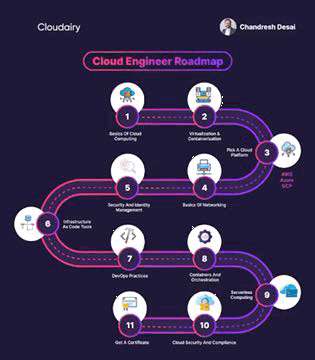 Cloudairy
Chandresh Desai
Cloud Engineer Roadmap
1
Basics Of Cloud
Computing
2
Virtualization &
Containerization
3
Pick A Cloud
Platform
AWS
Azure
GCP
4
Basics Of Networking
5
Security And Identity
Management
6
Infrastructure
As Code Tools
7
DevOps Practices
8
Containers And
Orchestration
9
Serverless
Computing
10
Cloud Security And Compliance
11
Get A Certificate